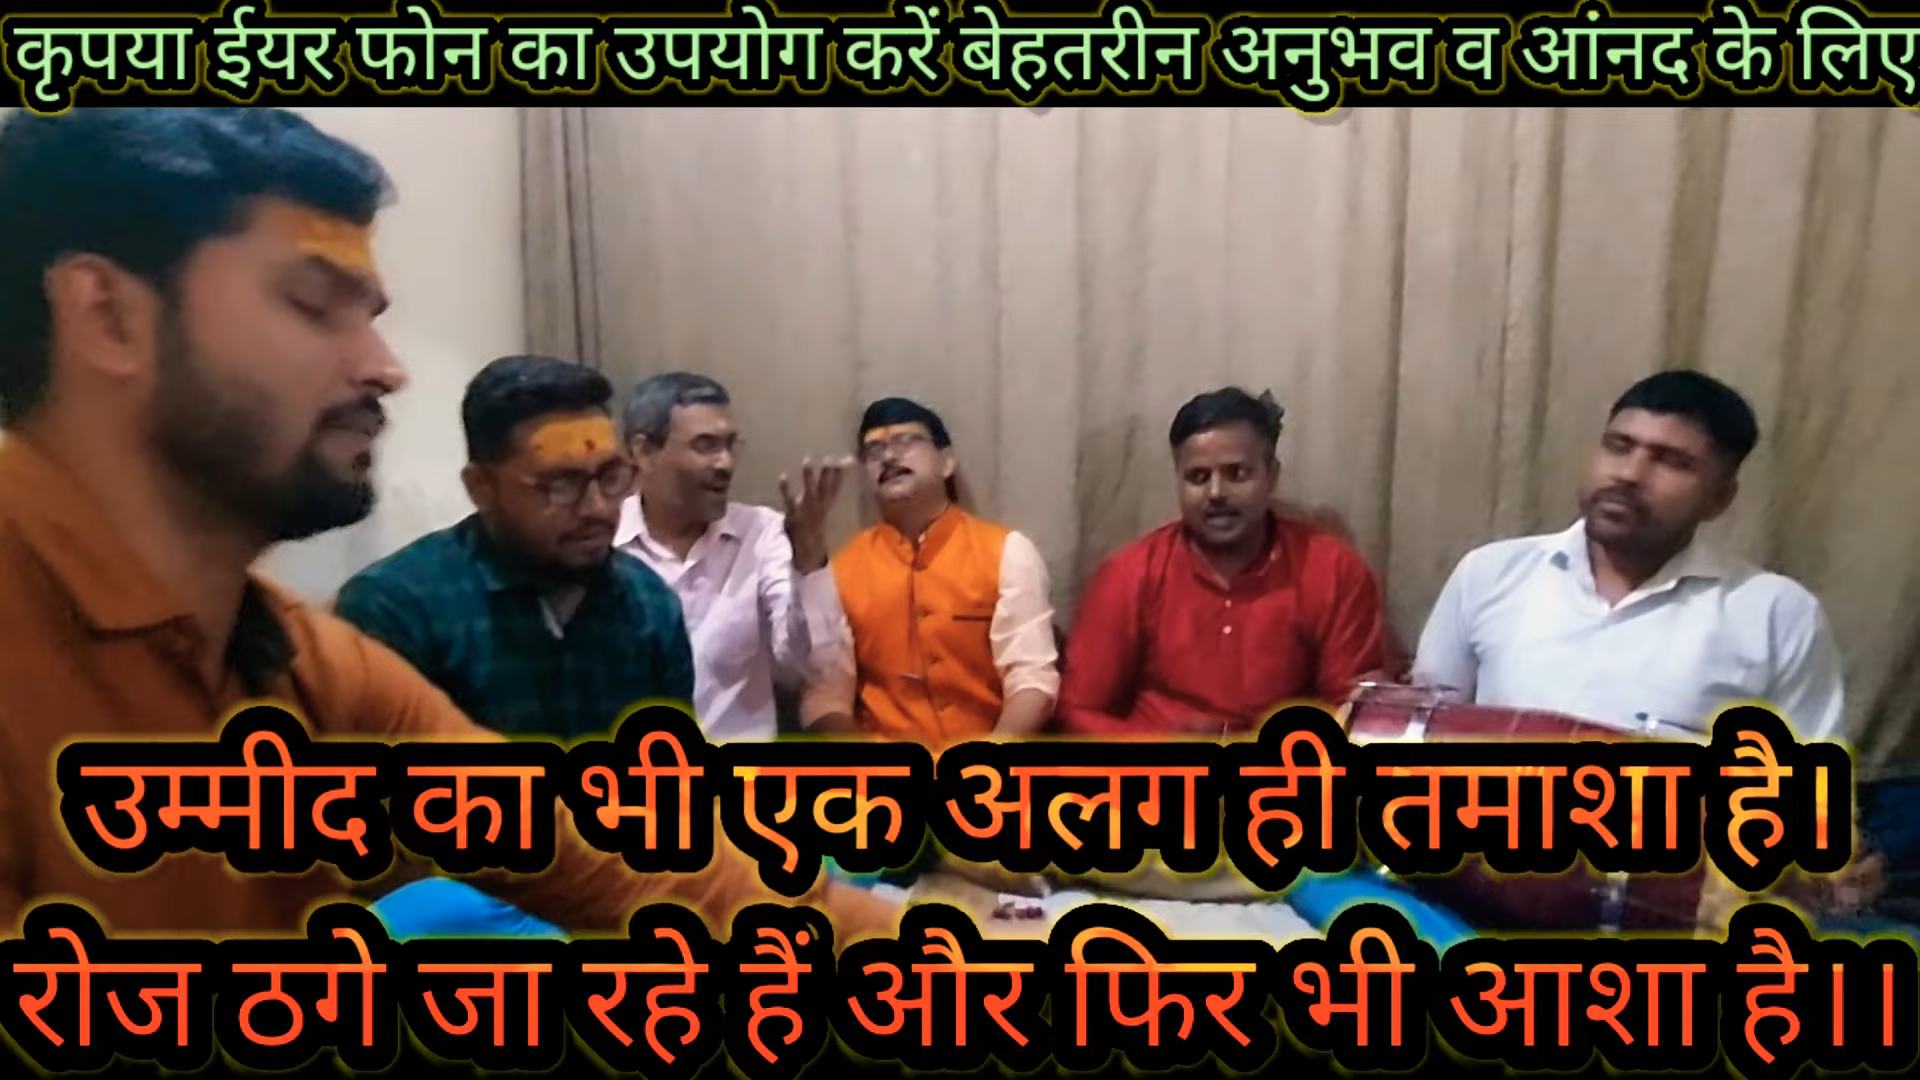 कृपया ईयर फोन का उपयोग करें बेहतरीन अनुभव व आंनद के लिए
उम्मीद का भी एक अलग ही तमाशा है।
रोज ठगे जा रहे हैं और फिर भी आशा है।।